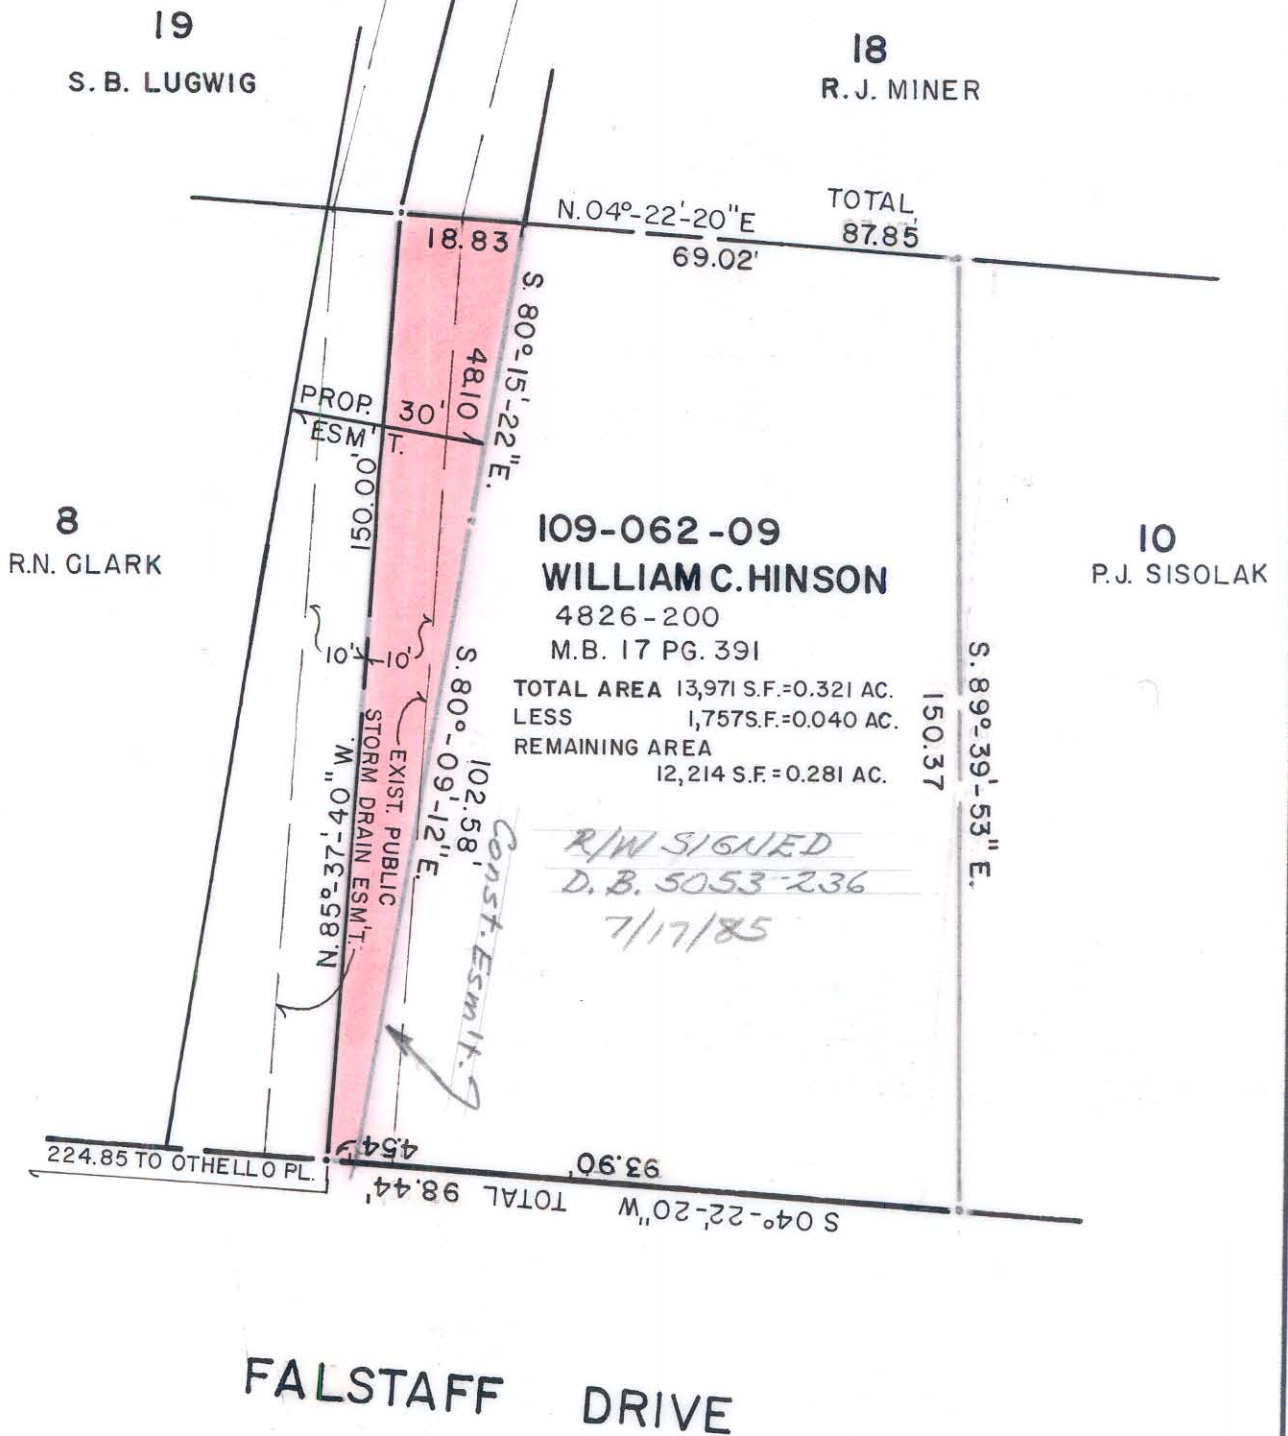 19
S. B. LUGWIG
18
R. J. MINER
N. 04°-22'-20"E
TOTAL
87.85'
69.02'
18.83
S. 80°-15'-22"E.
48.10
PROP. 30'
ESM'T.
150.00'
8
R.N. CLARK
109-062-09
WILLIAM C. HINSON
4826-200
M.B. 17 PG. 391
TOTAL AREA 13,971 S.F.=0.321 AC.
LESS 1,757 S.F.=0.040 AC.
REMAINING AREA
12,214 S.F.=0.281 AC.
10
P.J. SISOLAK
10' 10'
S. 80°-09'-12"E.
102.58'
EXIST. PUBLIC
STORM DRAIN ESM'T.
N. 85°-37'-40"W.
S. 89°-39'-53"E.
150.37
R/W SIGNED
D. B. 5053-236
7/17/85
Const. Esm't.
224.85 TO OTHELLO PL.
4.54'
93.90'
S 04°-22'-20"W TOTAL 98.44'
FALSTAFF DRIVE